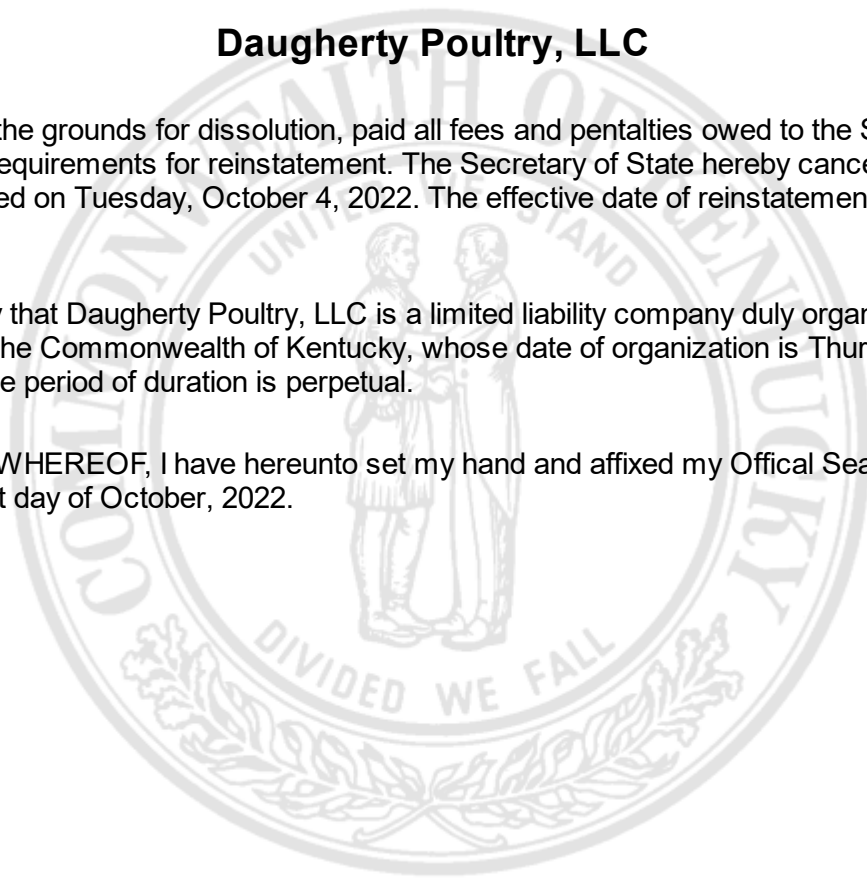 Daugherty Poultry, LLC
the grounds for dissolution, paid all fees and pentalties owed to the S
equirements for reinstatement. The Secretary of State hereby cance
ed on Tuesday, October 4, 2022. The effective date of reinstatemen
y that Daugherty Poultry, LLC is a limited liability company duly organ
he Commonwealth of Kentucky, whose date of organization is Thur
e period of duration is perpetual.
WHEREOF, I have hereunto set my hand and affixed my Offical Sea
t day of October, 2022.
COMMONWEALTH OF KENTUCKY
UNITED WE STAND
DIVIDED WE FALL